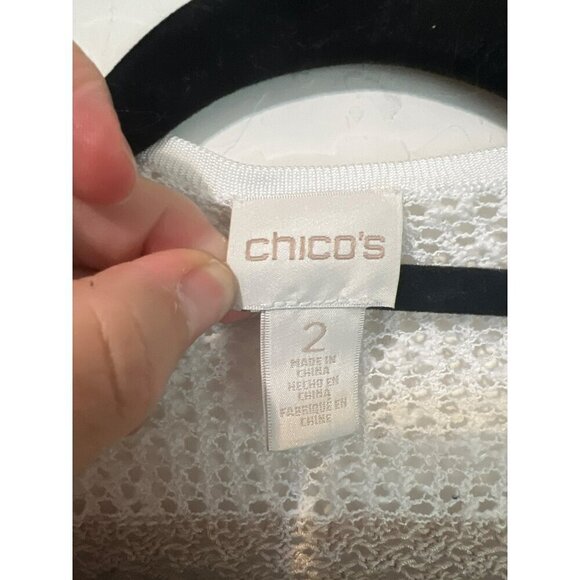 chico's
2
MADE IN
CHINA
HECHO EN
CHINA
FABRIQUÉ EN
CHINE